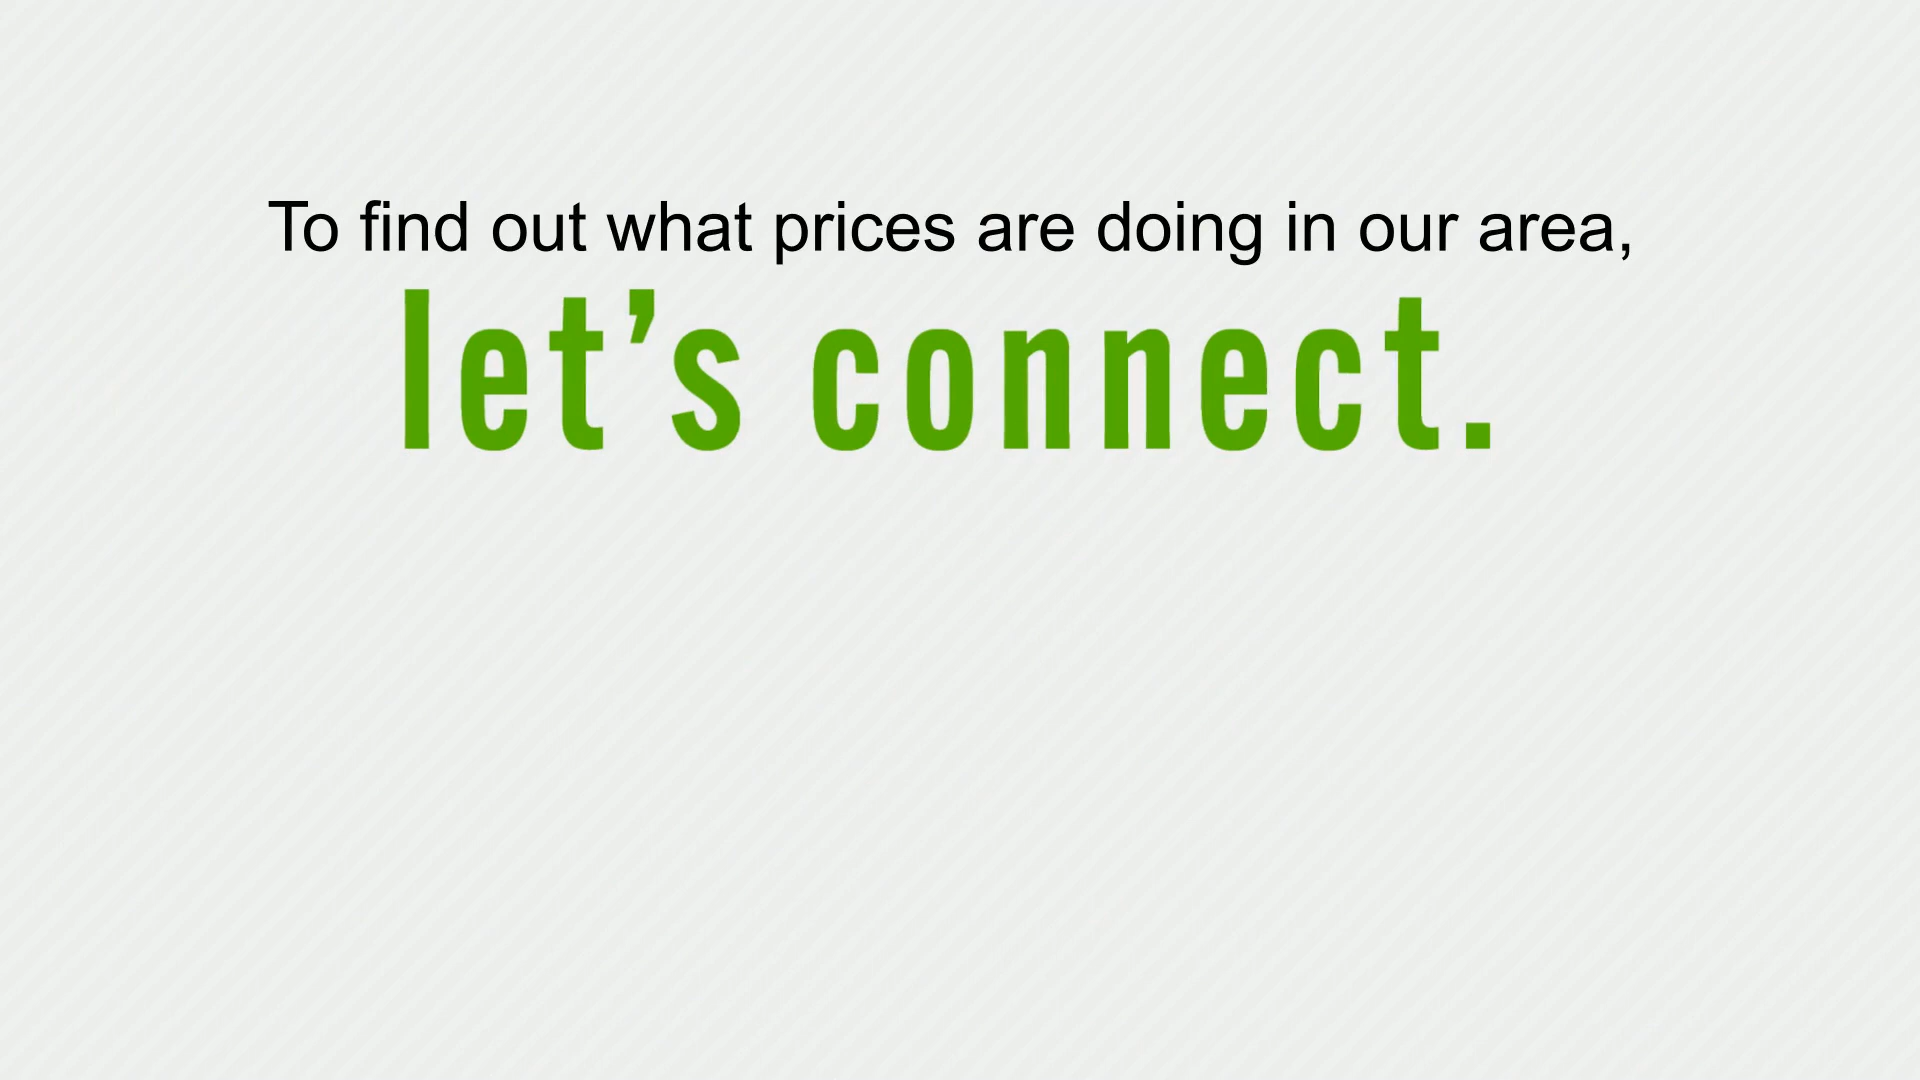 To find out what prices are doing in our area,
let’s connect.